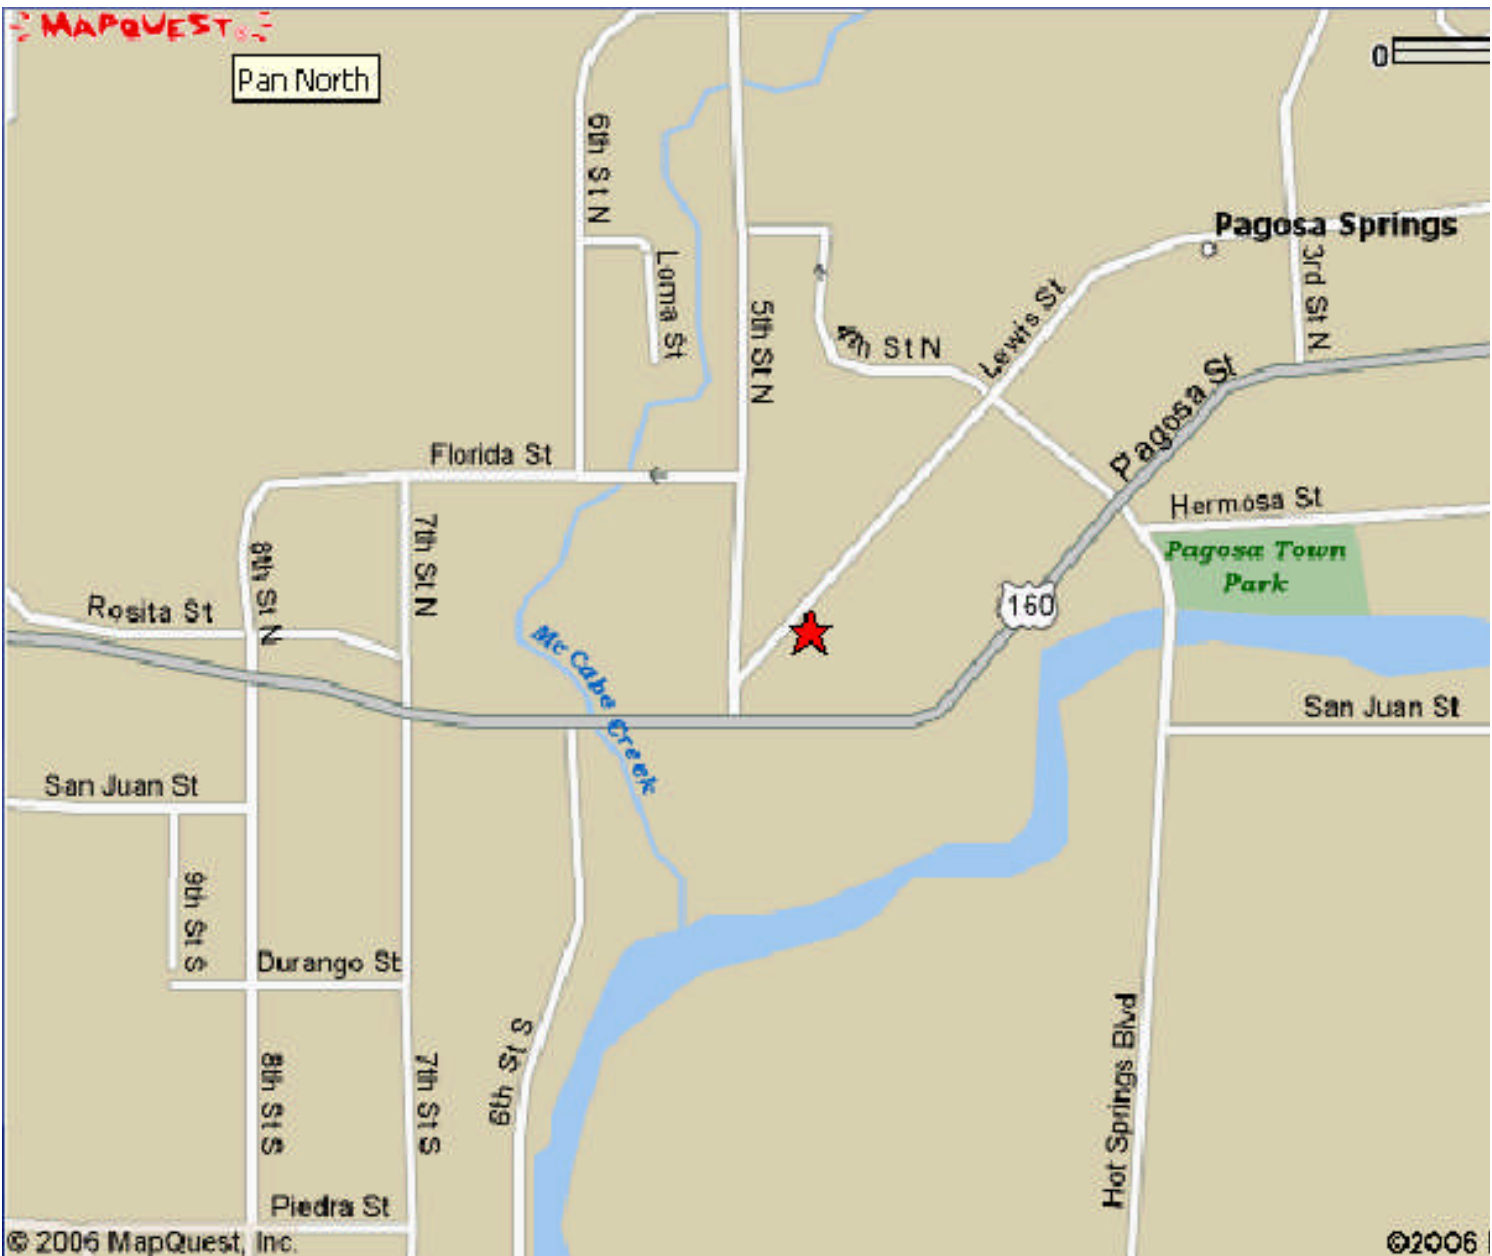 MAPQUEST
Pan North
0
6th St N
Pagosa Springs
Loma St
5th St N
3rd St N
Lewis St
4th St N
Pagosa St
Florida St
Hermosa St
7th St N
8th St N
Pagosa Town
Park
Rosita St
160
Mc Cabe Creek
San Juan St
San Juan St
9th St S
Durango St
6th St S
Hot Springs Blvd
8th St S
7th St S
Piedra St
© 2006 MapQuest, Inc.
©2006